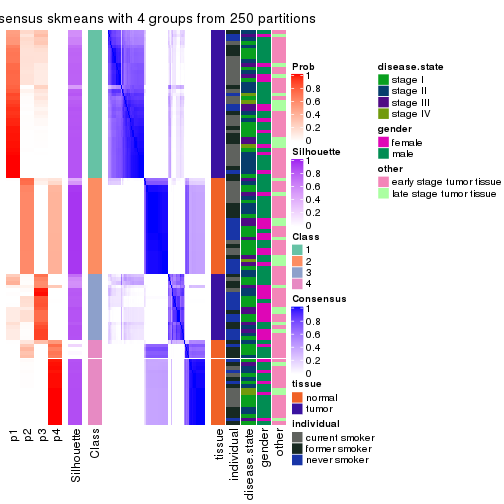 sensus skmeans with 4 groups from 250 partitions
Prob
1
0.8
0.6
0.4
0.2
0
Silhouette
1
0.8
0.6
0.4
0.2
0
Class
1
2
3
4
Consensus
1
0.8
0.6
0.4
0.2
0
tissue
normal
tumor
individual
current smoker
former smoker
never smoker
disease.state
stage I
stage II
stage III
stage IV
gender
female
male
other
early stage tumor tissue
late stage tumor tissue
p1
p2
p3
p4
Silhouette
Class
tissue
individual
disease.state
gender
other